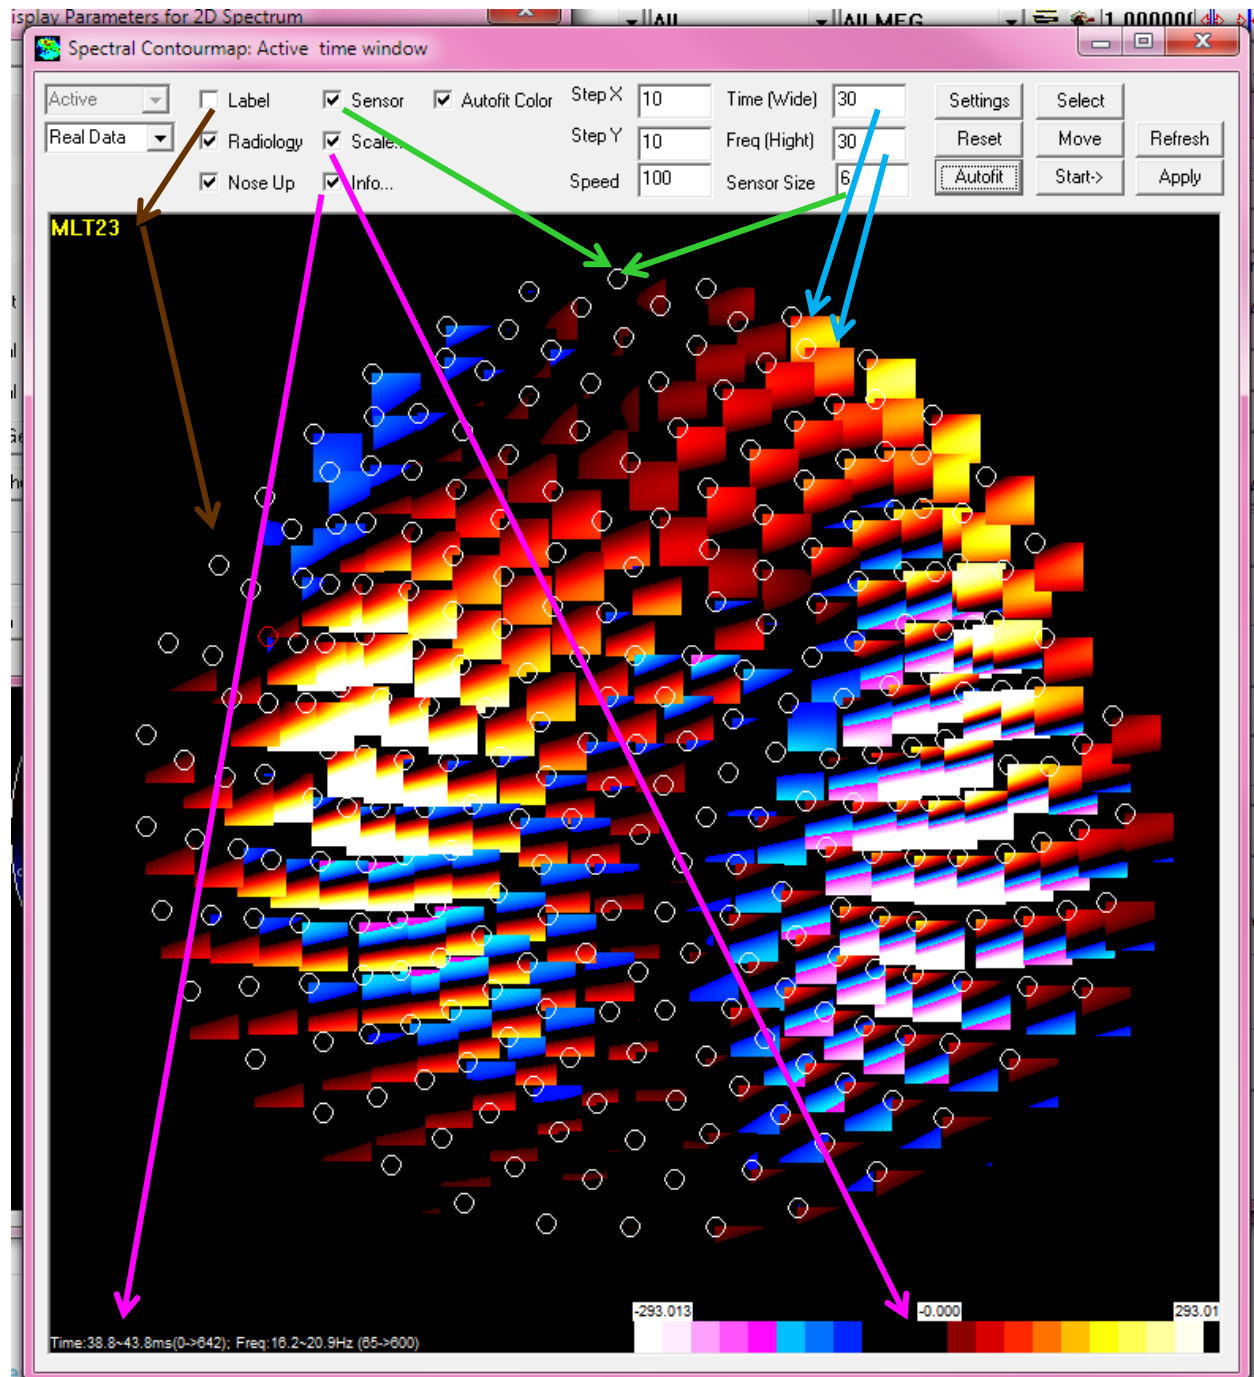 isplay Parameters for 2D Spectrum
All
All MEG
1.000000
Spectral Contourmap: Active time window
Active
Label
Sensor
Autofit Color
Step X
10
Time (Wide)
30
Settings
Select
Real Data
Radiology
Scale...
Step Y
10
Freq (Hight)
30
Reset
Move
Refresh
Nose Up
Info...
Speed
100
Sensor Size
6
Autofit
Start->
Apply
MLT23
-293.013
-0.000
293.01
Time:38.8~43.8ms(0->642); Freq:16.2~20.9Hz (65->600)